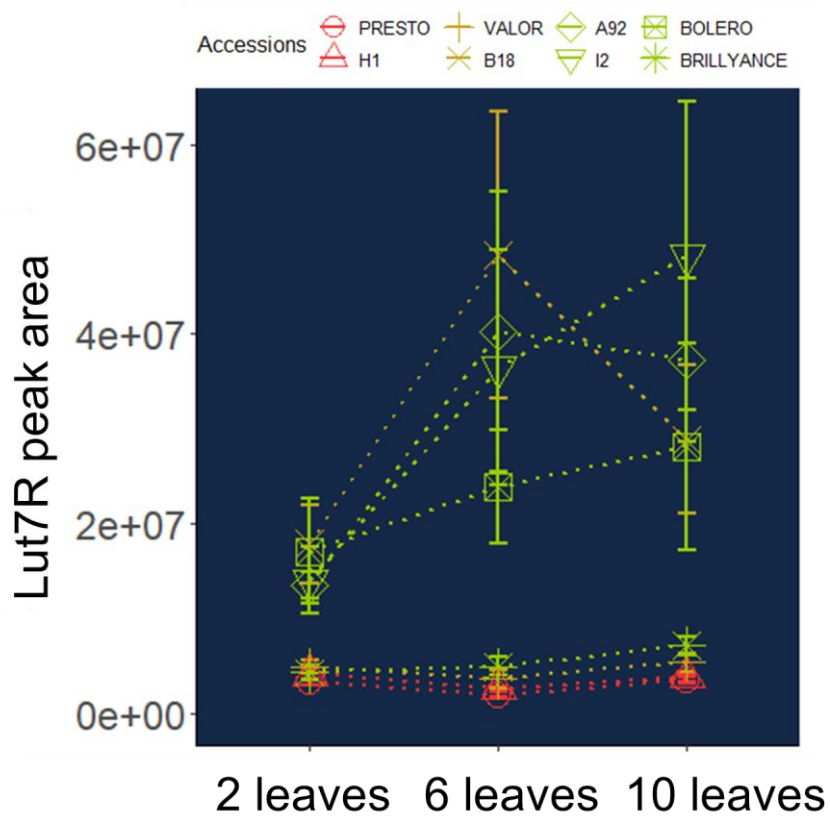 Accessions PRESTO VALOR A92 BOLERO
H1 B18 I2 BRILLYANCE
6e+07
4e+07
2e+07
0e+00
Lut7R peak area
2 leaves 6 leaves 10 leaves